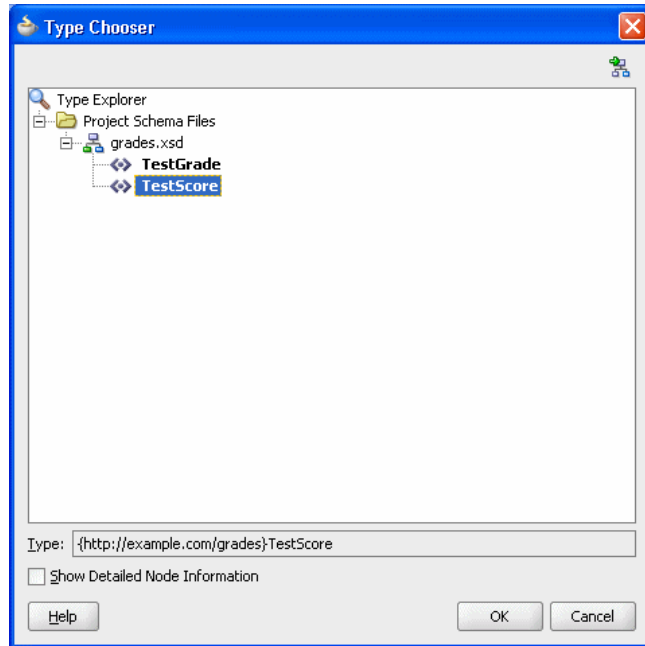 Type Chooser
Type Explorer
Project Schema Files
grades.xsd
TestGrade
TestScore
Type: {http://example.com/grades}TestScore
Show Detailed Node Information
Help OK Cancel